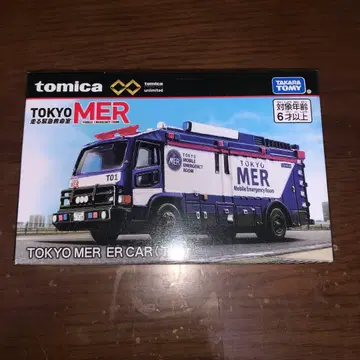 tomica
tomica
unlimited
TAKARA
TOMY
対象年齢
6才以上
TOKYO MER
走る緊急救命室
MER
TOKYO
MOBILE
EMERGENCY
ROOM
T01
TOKYO
MER
Mobile Emergency Room
TOKYO MER ER CAR (T